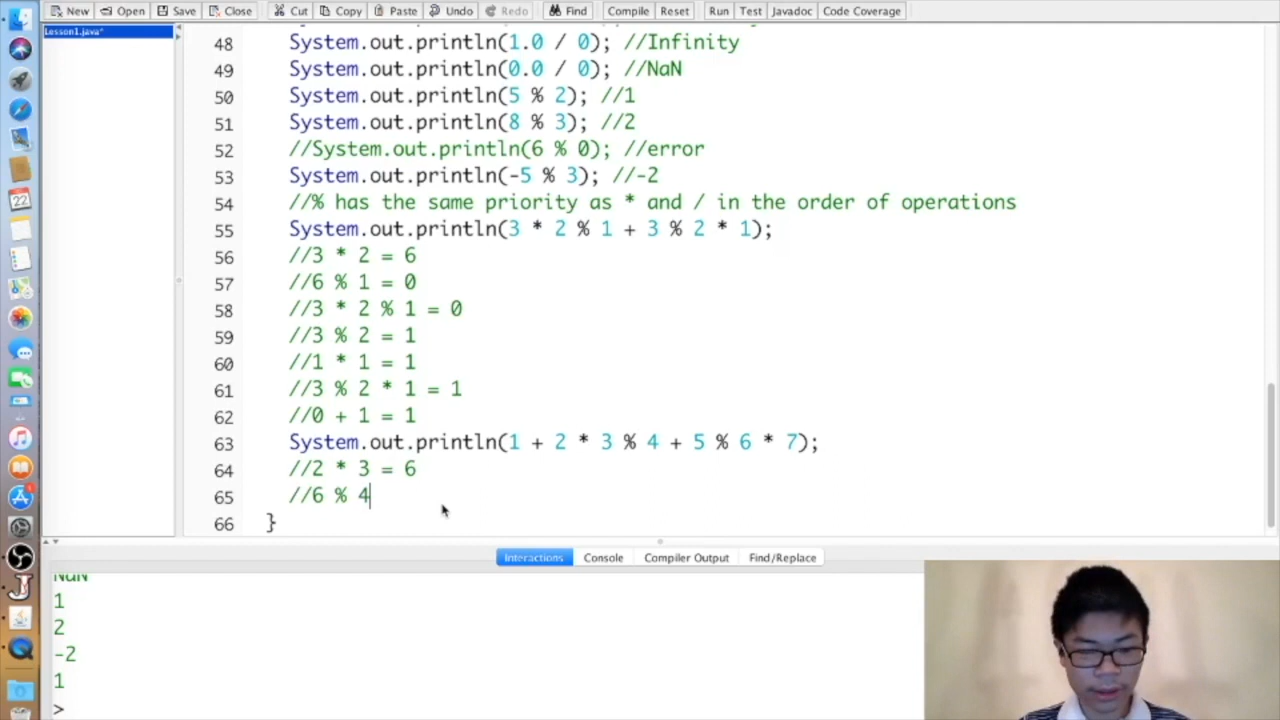 New Open Save Close Cut Copy Paste Undo Redo Find Compile Reset Run Test Javadoc Code Coverage
Lesson1.java*
48 System.out.println(1.0 / 0); //Infinity
49 System.out.println(0.0 / 0); //NaN
50 System.out.println(5 % 2); //1
51 System.out.println(8 % 3); //2
52 //System.out.println(6 % 0); //error
53 System.out.println(-5 % 3); //-2
54 //% has the same priority as * and / in the order of operations
55 System.out.println(3 * 2 % 1 + 3 % 2 * 1);
56 //3 * 2 = 6
57 //6 % 1 = 0
58 //3 * 2 % 1 = 0
59 //3 % 2 = 1
60 //1 * 1 = 1
61 //3 % 2 * 1 = 1
62 //0 + 1 = 1
63 System.out.println(1 + 2 * 3 % 4 + 5 % 6 * 7);
64 //2 * 3 = 6
65 //6 % 4
66 }
Interactions Console Compiler Output Find/Replace
NaN
1
2
-2
1
>
22